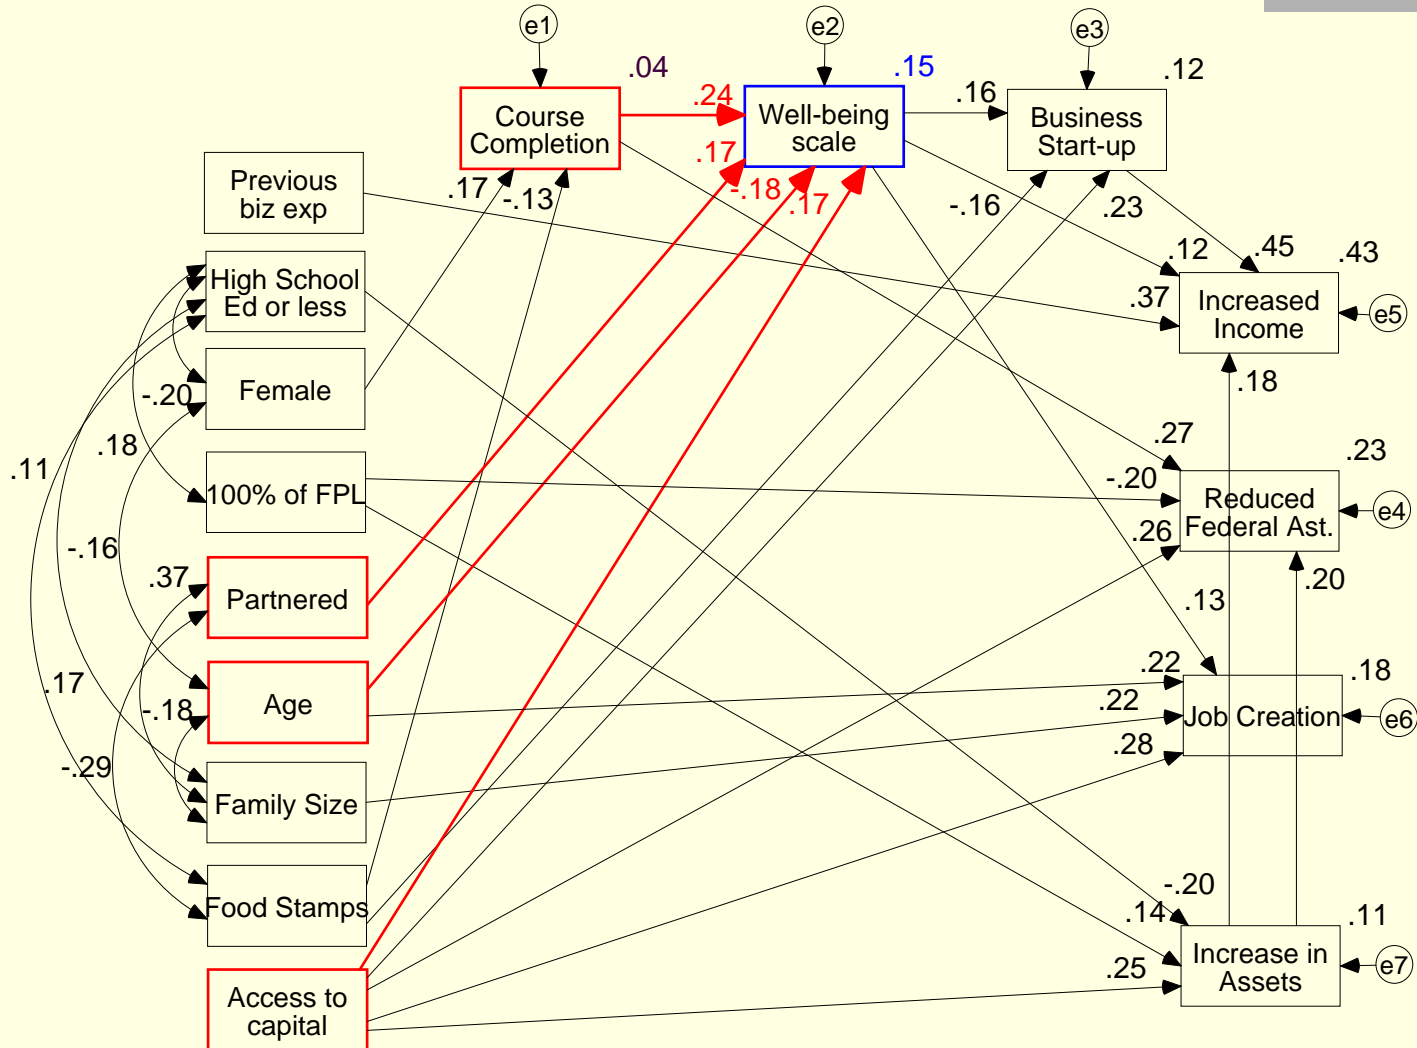 e1
e2
e3
.04
.15
.12
Course
Completion
.24
Well-being
scale
.16
Business
Start-up
Previous
biz exp
.17
-.13
.17
-.18
.17
-.16
.23
High School
Ed or less
.12
.45
.43
.37
Increased
Income
e5
Female
-.20
.18
.18
.11
100% of FPL
.27
-.20
.23
Reduced
Federal Ast.
e4
.26
-.16
.37
Partnered
.13
.20
.17
-.18
Age
.22
.22
.18
Job Creation
e6
.28
-.29
Family Size
Food Stamps
-.20
.14
.11
.25
Increase in
Assets
e7
Access to
capital